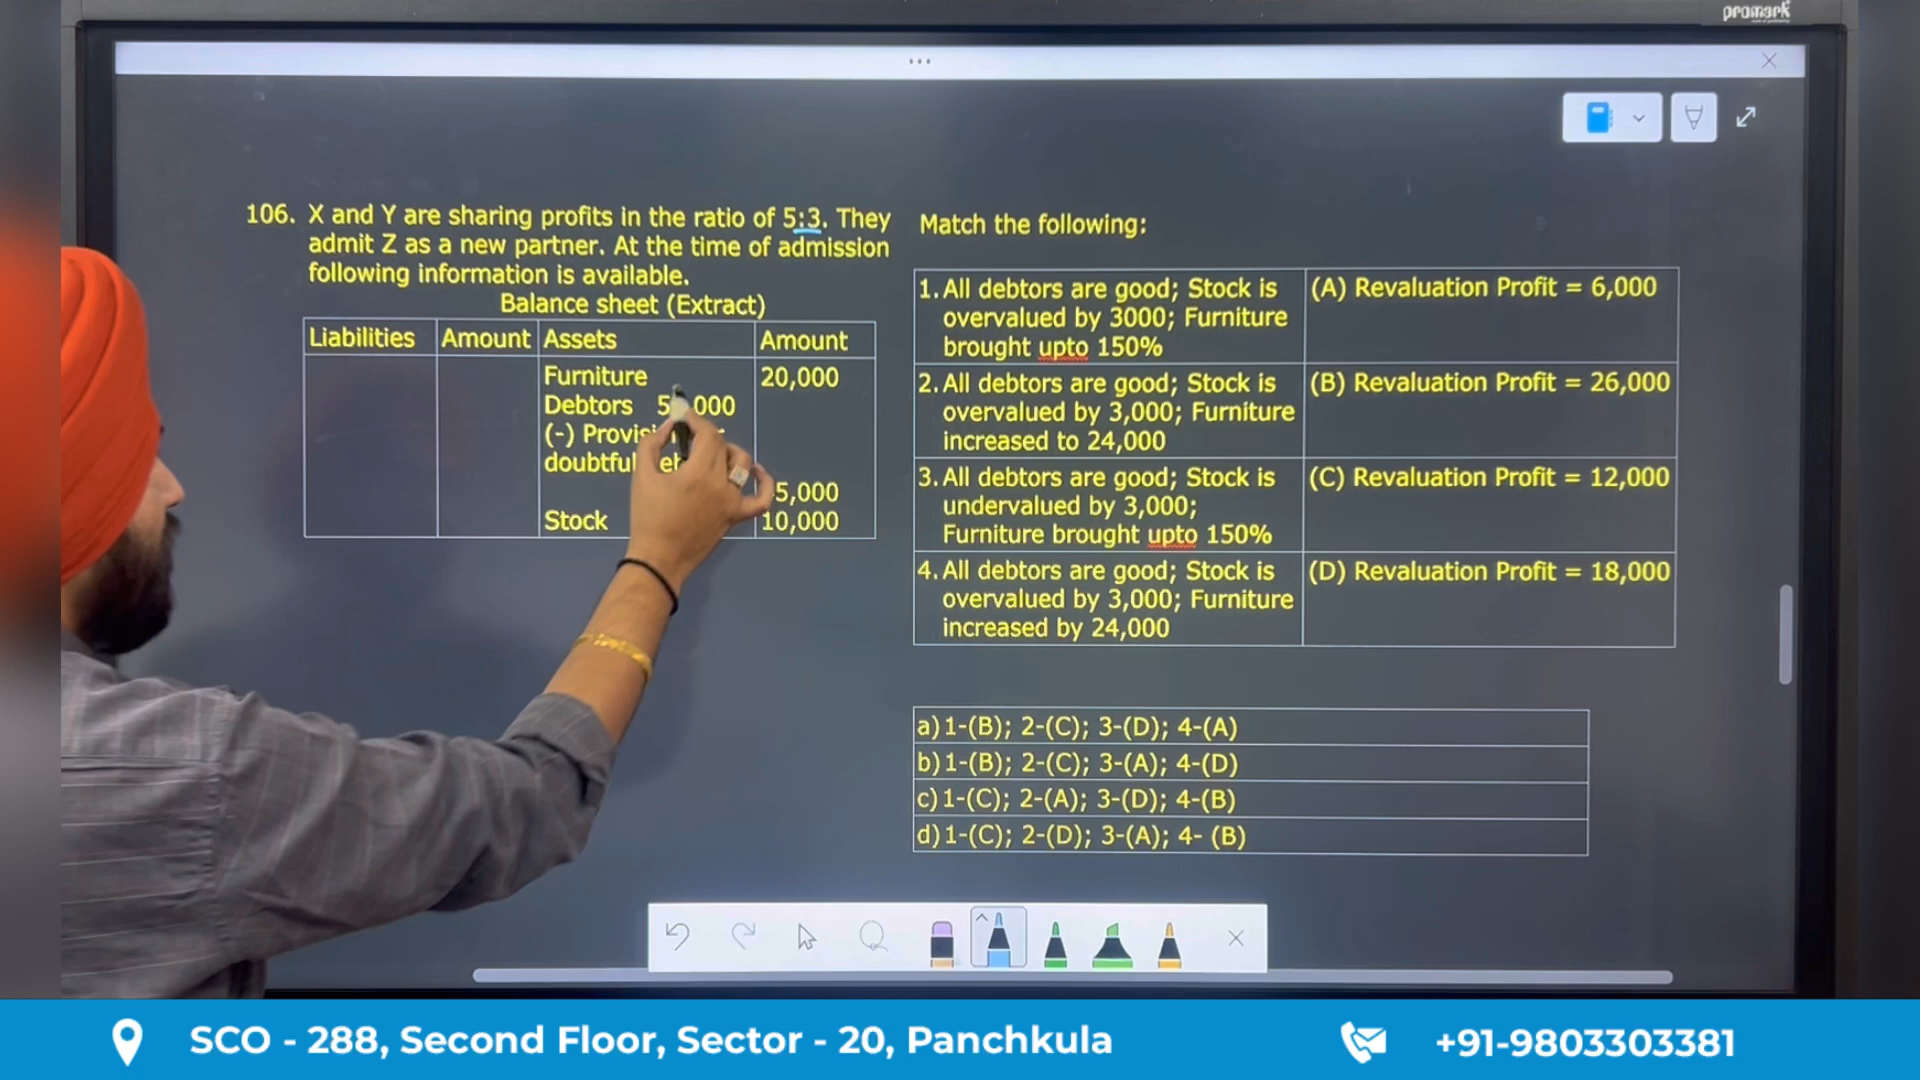 promark
106. X and Y are sharing profits in the ratio of 5:3. They
admit Z as a new partner. At the time of admission
following information is available.
Balance sheet (Extract)
Liabilities Amount Assets Amount
Furniture 20,000
Debtors 000
(-)
doubtful
5,000
Stock 10,000
Match the following:
1. All debtors are good; Stock is
overvalued by 3000; Furniture
brought upto 150%
(A) Revaluation Profit = 6,000
2. All debtors are good; Stock is
overvalued by 3,000; Furniture
increased to 24,000
(B) Revaluation Profit = 26,000
3. All debtors are good; Stock is
undervalued by 3,000;
Furniture brought upto 150%
(C) Revaluation Profit = 12,000
4. All debtors are good; Stock is
overvalued by 3,000; Furniture
increased by 24,000
(D) Revaluation Profit = 18,000
a) 1-(B); 2-(C); 3-(D); 4-(A)
b) 1-(B); 2-(C); 3-(A); 4-(D)
c) 1-(C); 2-(A); 3-(D); 4-(B)
d) 1-(C); 2-(D); 3-(A); 4- (B)
SCO - 288, Second Floor, Sector - 20, Panchkula
+91-9803303381